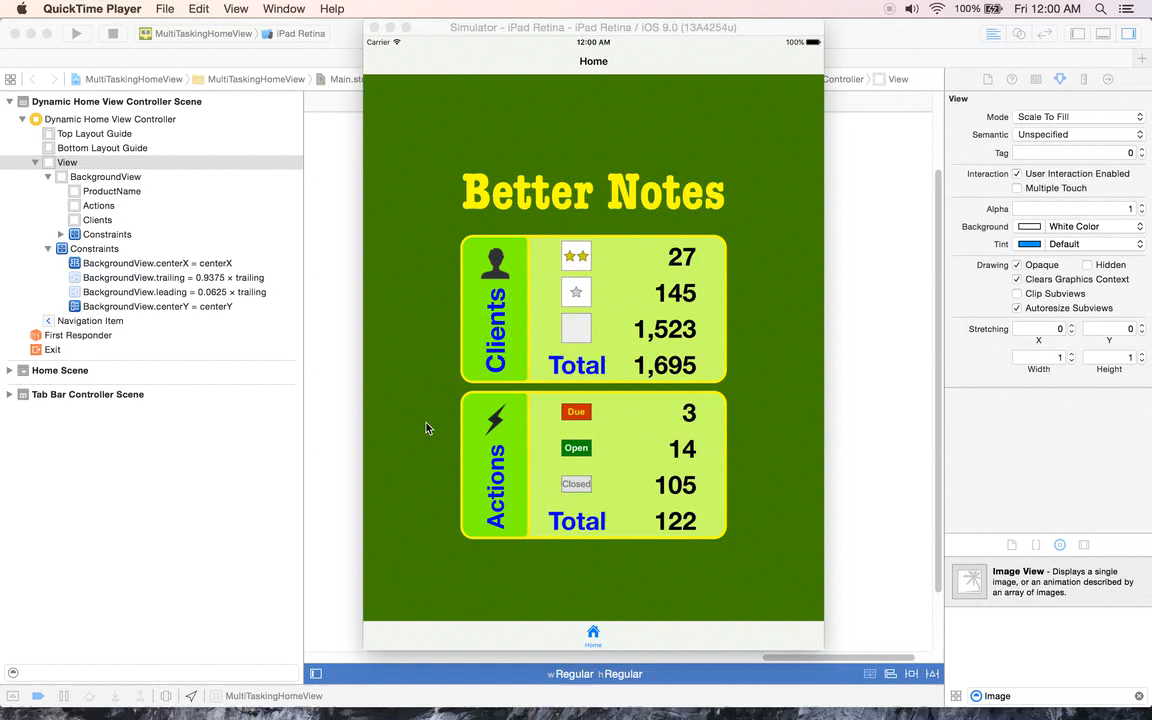 QuickTime Player File Edit View Window Help 100% Fri 12:00 AM
Simulator - iPad Retina - iPad Retina / iOS 9.0 (13A4254u)
MultiTaskingHomeView iPad Retina
Carrier 12:00 AM 100%
Home
MultiTaskingHomeView MultiTaskingHomeView Main.st Controller View
Dynamic Home View Controller Scene
Dynamic Home View Controller
Top Layout Guide
Bottom Layout Guide
View
BackgroundView
ProductName
Actions
Clients
Constraints
Constraints
BackgroundView.centerX = centerX
BackgroundView.trailing = 0.9375 × trailing
BackgroundView.leading = 0.0625 × trailing
BackgroundView.centerY = centerY
Navigation Item
First Responder
Exit
Home Scene
Tab Bar Controller Scene
Better Notes
Clients
27
145
1,523
Total 1,695
Actions
Due 3
Open 14
Closed 105
Total 122
Home
wRegular hRegular
MultiTaskingHomeView
View
Mode Scale To Fill
Semantic Unspecified
Tag 0
Interaction User Interaction Enabled
Multiple Touch
Alpha 1
Background White Color
Tint Default
Drawing Opaque Hidden
Clears Graphics Context
Clip Subviews
Autoresize Subviews
Stretching 0 0
X Y
1 1
Width Height
Image View - Displays a single
image, or an animation described by
an array of images.
Image